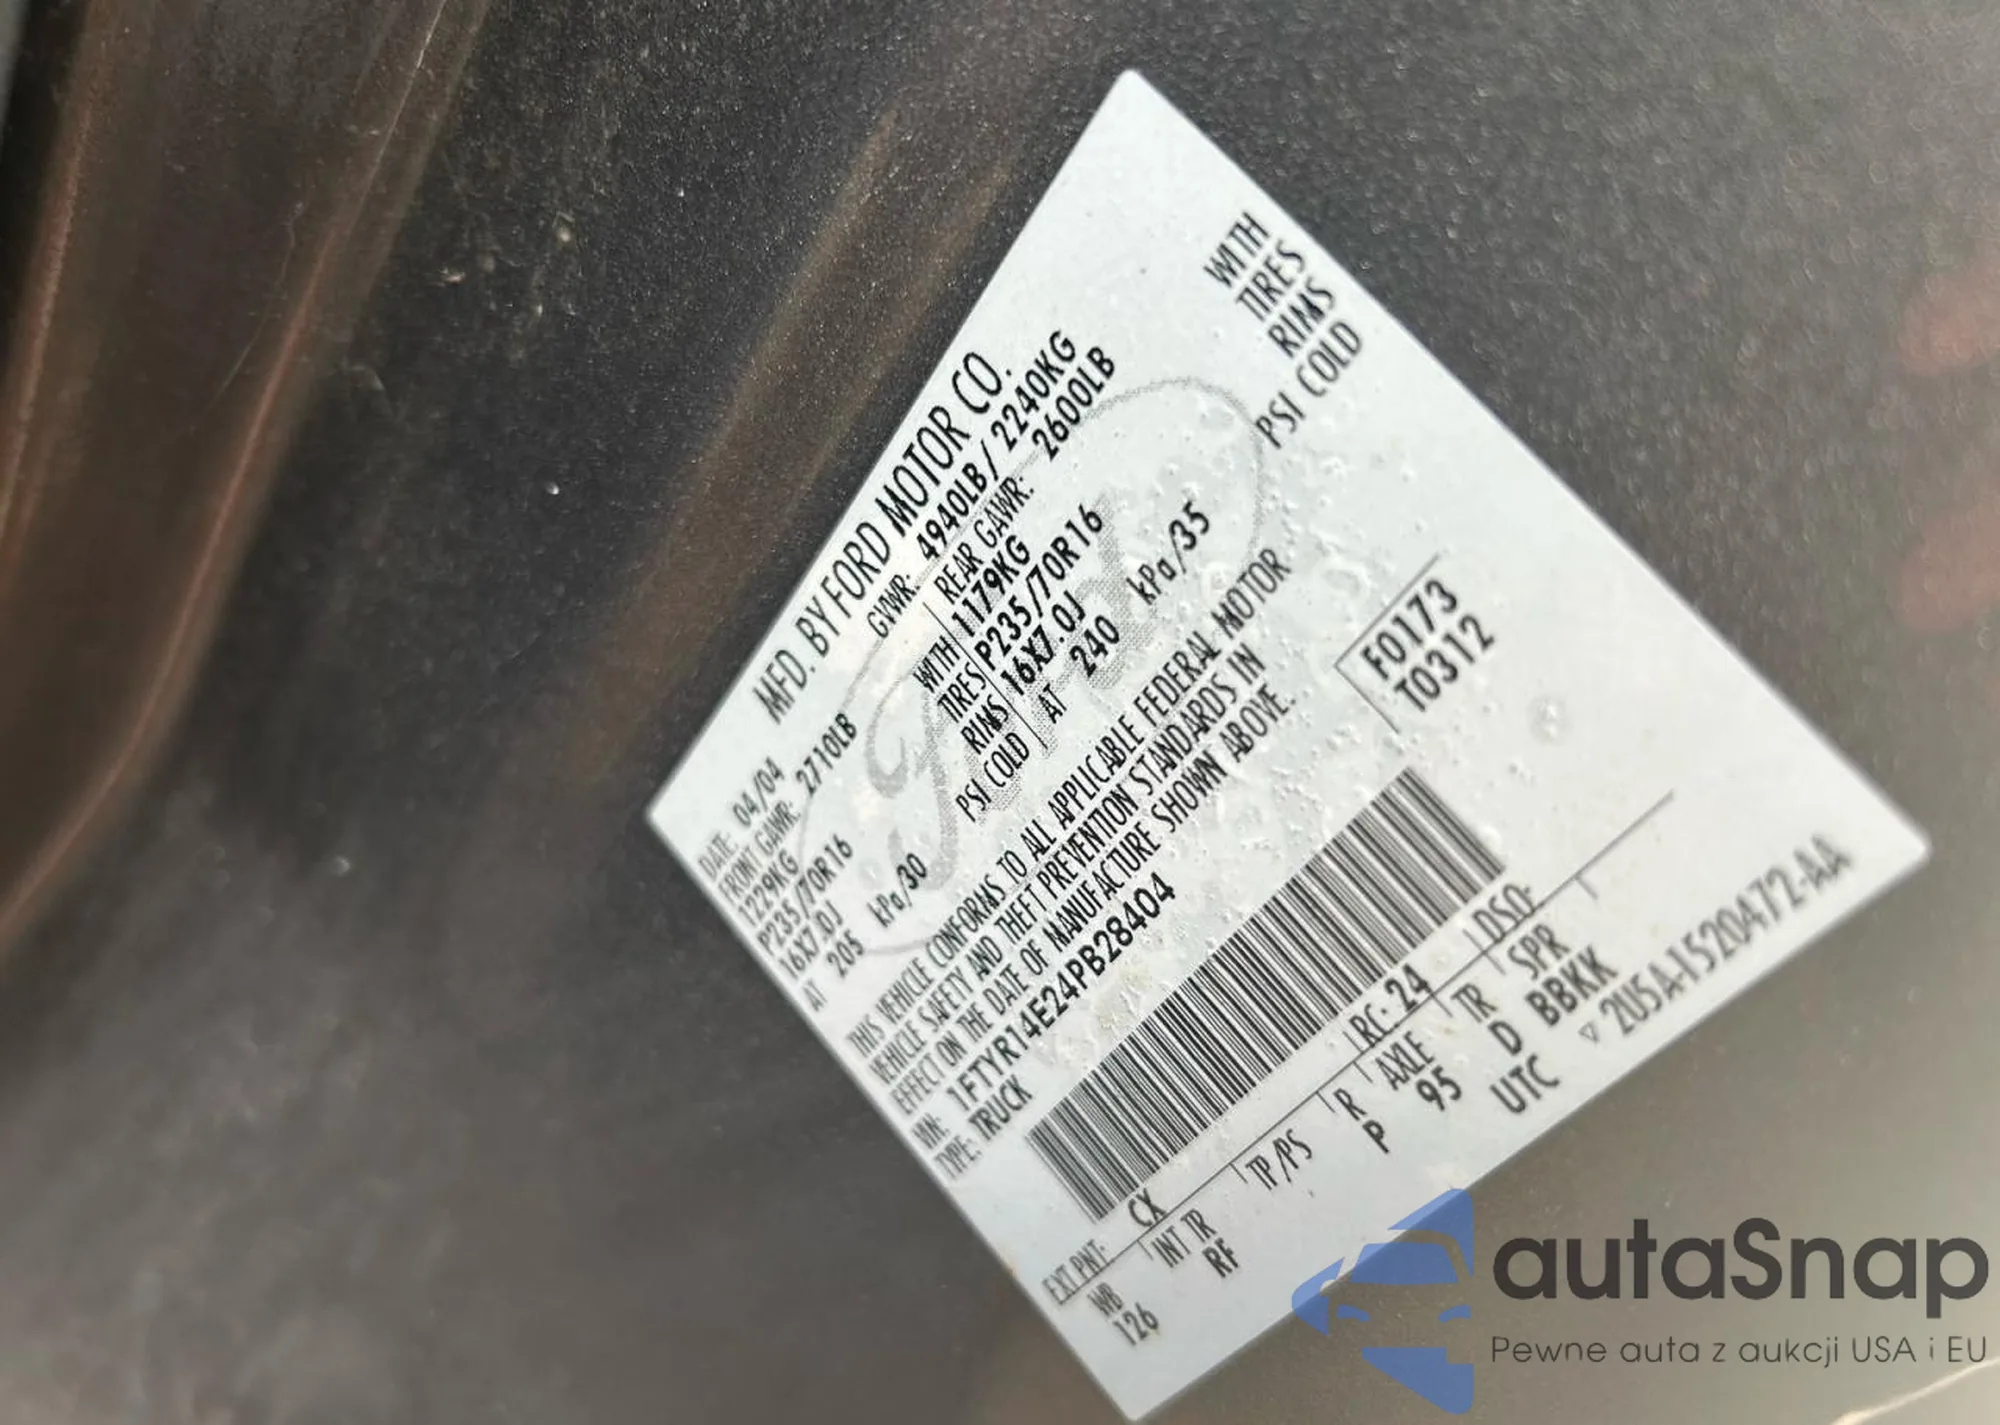 MFD. BY FORD MOTOR CO.
DATE: 04/04 GVWR: 4940LB/ 2240KG
FRONT GAWR: 2710LB REAR GAWR: 2600LB
1229KG WITH 1179KG WITH
P235/70R16 TIRES P235/70R16 TIRES
16X7.0J RIMS 16X7.0J RIMS
AT 205 kPa/30 PSI COLD AT 240 kPa/35 PSI COLD
THIS VEHICLE CONFORMS TO ALL APPLICABLE FEDERAL MOTOR
VEHICLE SAFETY AND THEFT PREVENTION STANDARDS IN
EFFECT ON THE DATE OF MANUFACTURE SHOWN ABOVE.
VIN: 1FTYR14E24PB28404
TYPE: TRUCK
F0173
T0312
EXT PNT: CX RC: 24 DSO:
WB INT TR TP/PS R AXLE TR SPR
126 RF P 95 D BBKK
UTC
▽ 2U5A-1520472-AA
Ford
autaSnap
Pewne auta z aukcji USA i EU